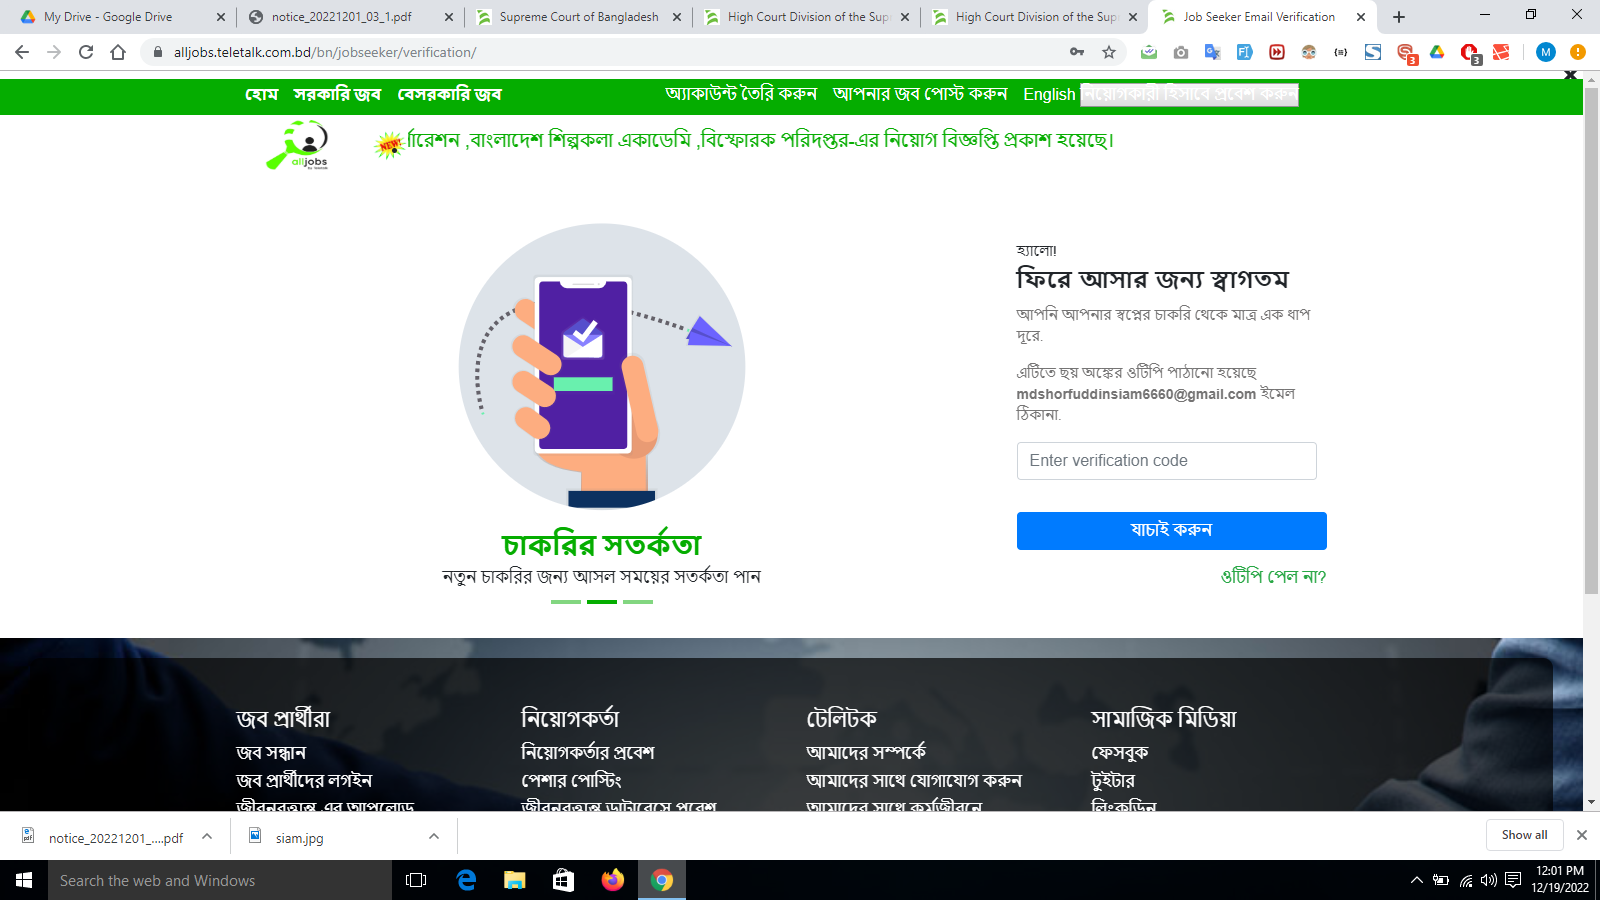 My Drive - Google Drive
notice_20221201_03_1.pdf
Supreme Court of Bangladesh
High Court Division of the Sup
High Court Division of the Sup
Job Seeker Email Verification
alljobs.teletalk.com.bd/bn/jobseeker/verification/
হোম সরকারি জব বেসরকারি জব অ্যাকাউন্ট তৈরি করুন আপনার জব পোস্ট করুন English নিয়োগকারী হিসাবে প্রবেশ করুন
alljobs
NEW!
র্পোরেশন ,বাংলাদেশ শিল্পকলা একাডেমি ,বিস্ফোরক পরিদপ্তর-এর নিয়োগ বিজ্ঞপ্তি প্রকাশ হয়েছে।
হ্যালো!
ফিরে আসার জন্য স্বাগতম
আপনি আপনার স্বপ্নের চাকরি থেকে মাত্র এক ধাপ
দূরে.
এটিতে ছয় অঙ্কের ওটিপি পাঠানো হয়েছে
mdshorfuddinsiam6660@gmail.com ইমেল
ঠিকানা.
Enter verification code
যাচাই করুন
ওটিপি পেল না?
চাকরির সতর্কতা
নতুন চাকরির জন্য আসল সময়ের সতর্কতা পান
জব প্রার্থীরা নিয়োগকর্তা টেলিটক সামাজিক মিডিয়া
জব সন্ধান নিয়োগকর্তার প্রবেশ আমাদের সম্পর্কে ফেসবুক
জব প্রার্থীদের লগইন পেশার পোস্টিং আমাদের সাথে যোগাযোগ করুন টুইটার
জীবনবৃত্তান্ত এর আপলোড জীবনবৃত্তান্ত ডাটাবেসে প্রবেশ আমাদের সাথে কর্মজীবনে লিংকডিন
notice_20221201_....pdf
siam.jpg
Show all
Search the web and Windows
12:01 PM
12/19/2022